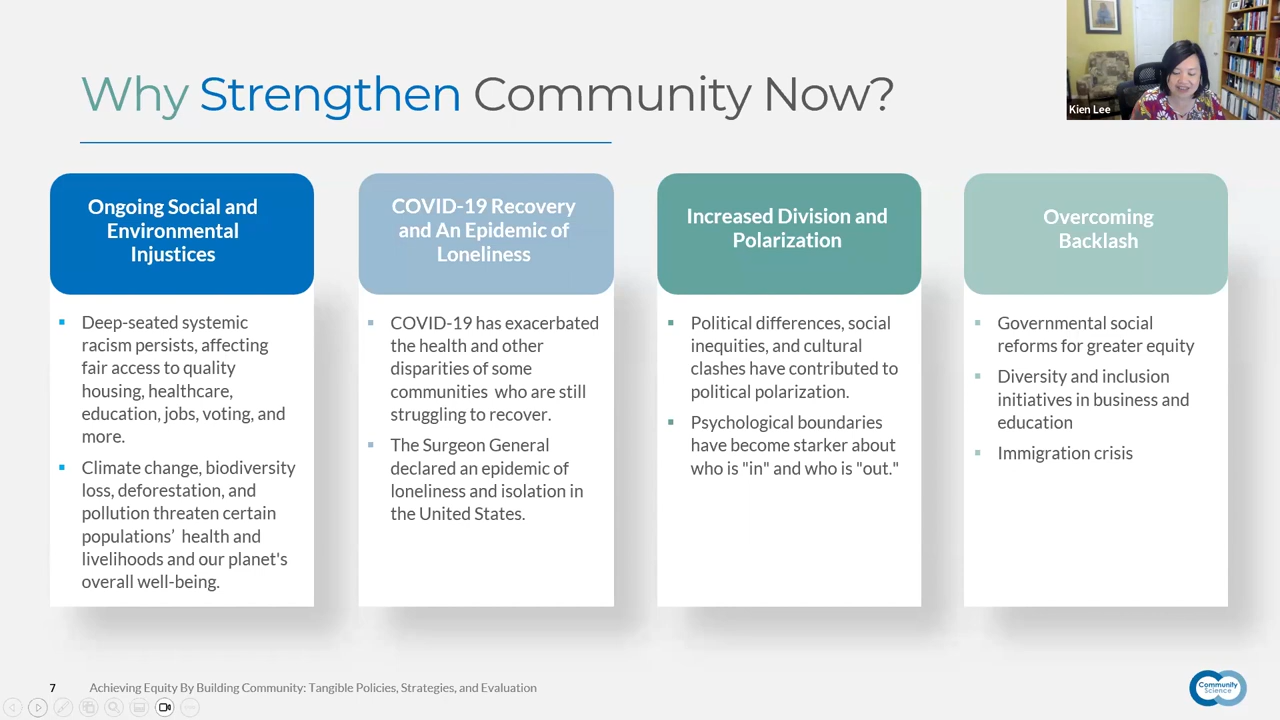 Why Strengthen Community Now?
Kien Lee
Ongoing Social and
Environmental
Injustices
Deep-seated systemic
racism persists, affecting
fair access to quality
housing, healthcare,
education, jobs, voting, and
more.
Climate change, biodiversity
loss, deforestation, and
pollution threaten certain
populations’ health and
livelihoods and our planet's
overall well-being.
COVID-19 Recovery
and An Epidemic of
Loneliness
COVID-19 has exacerbated
the health and other
disparities of some
communities who are still
struggling to recover.
The Surgeon General
declared an epidemic of
loneliness and isolation in
the United States.
Increased Division and
Polarization
Political differences, social
inequities, and cultural
clashes have contributed to
political polarization.
Psychological boundaries
have become starker about
who is "in" and who is "out."
Overcoming
Backlash
Governmental social
reforms for greater equity
Diversity and inclusion
initiatives in business and
education
Immigration crisis
7 Achieving Equity By Building Community: Tangible Policies, Strategies, and Evaluation
Community
Science